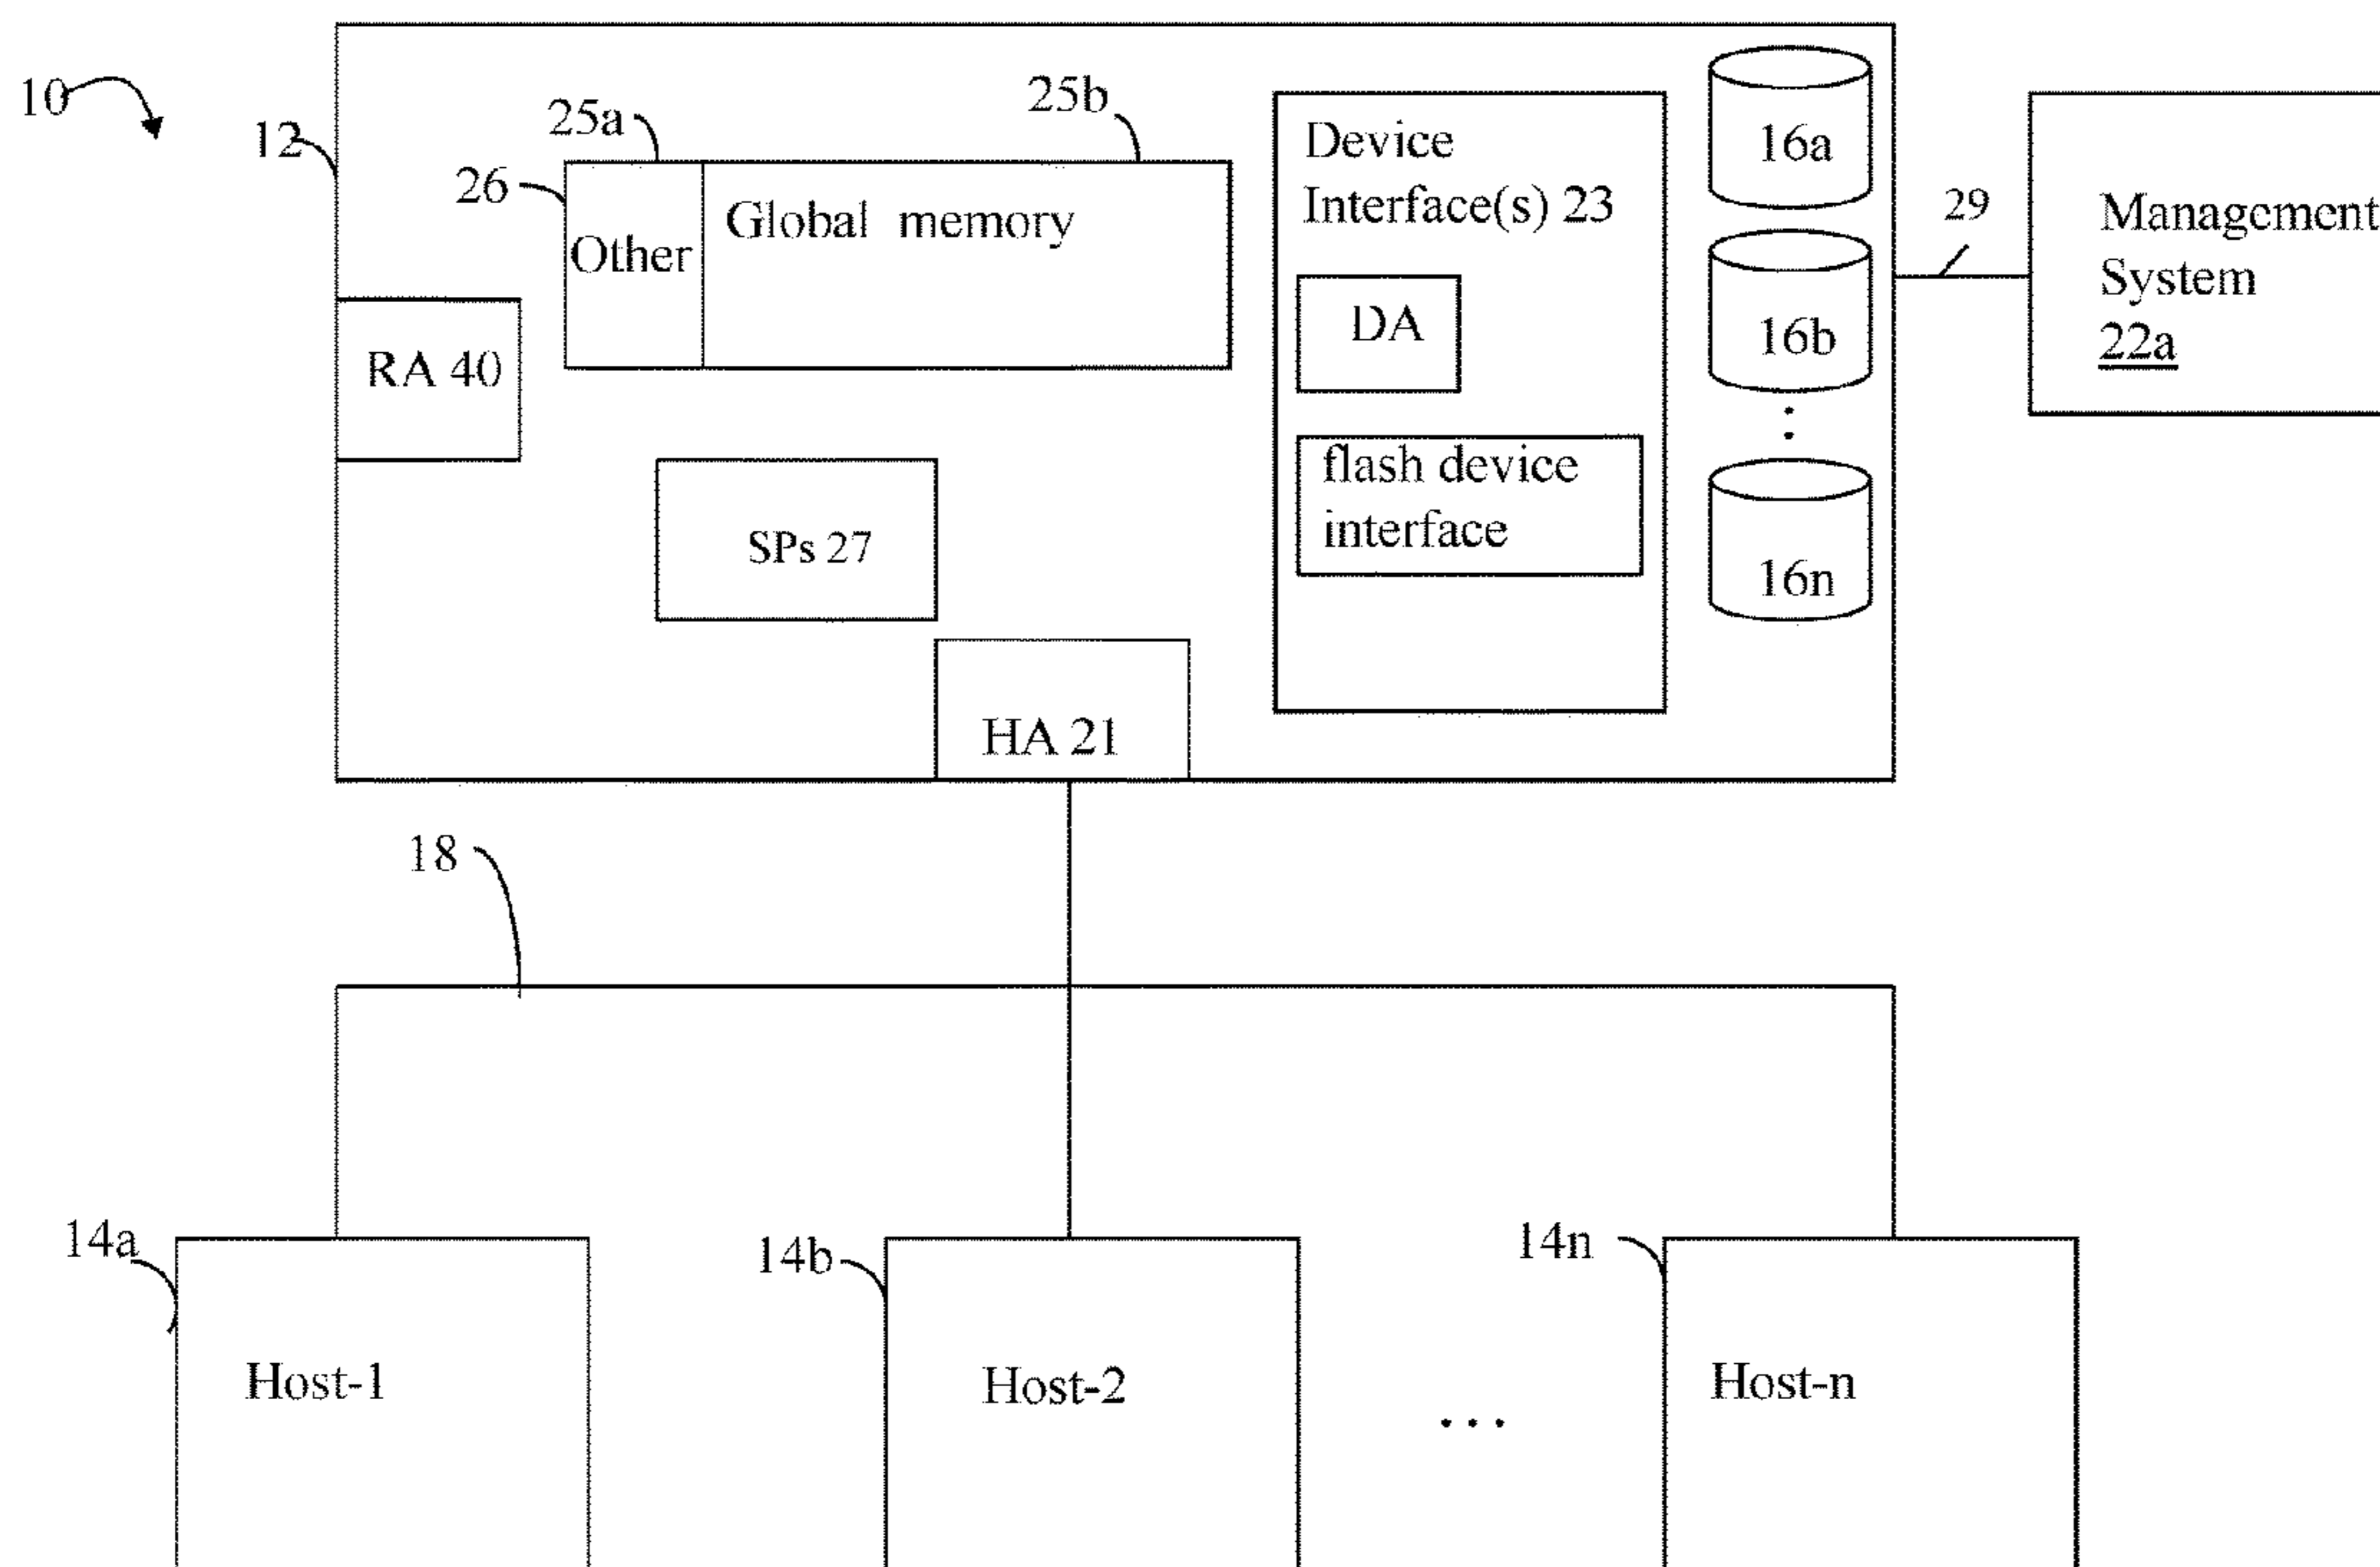 10
12
25a
25b
26
Other
Global memory
Device
Interface(s) 23
DA
flash device
interface
16a
16b
16n
29
Management
System
22a
RA 40
SPs 27
HA 21
18
14a
14b
14n
Host-1
Host-2
...
Host-n